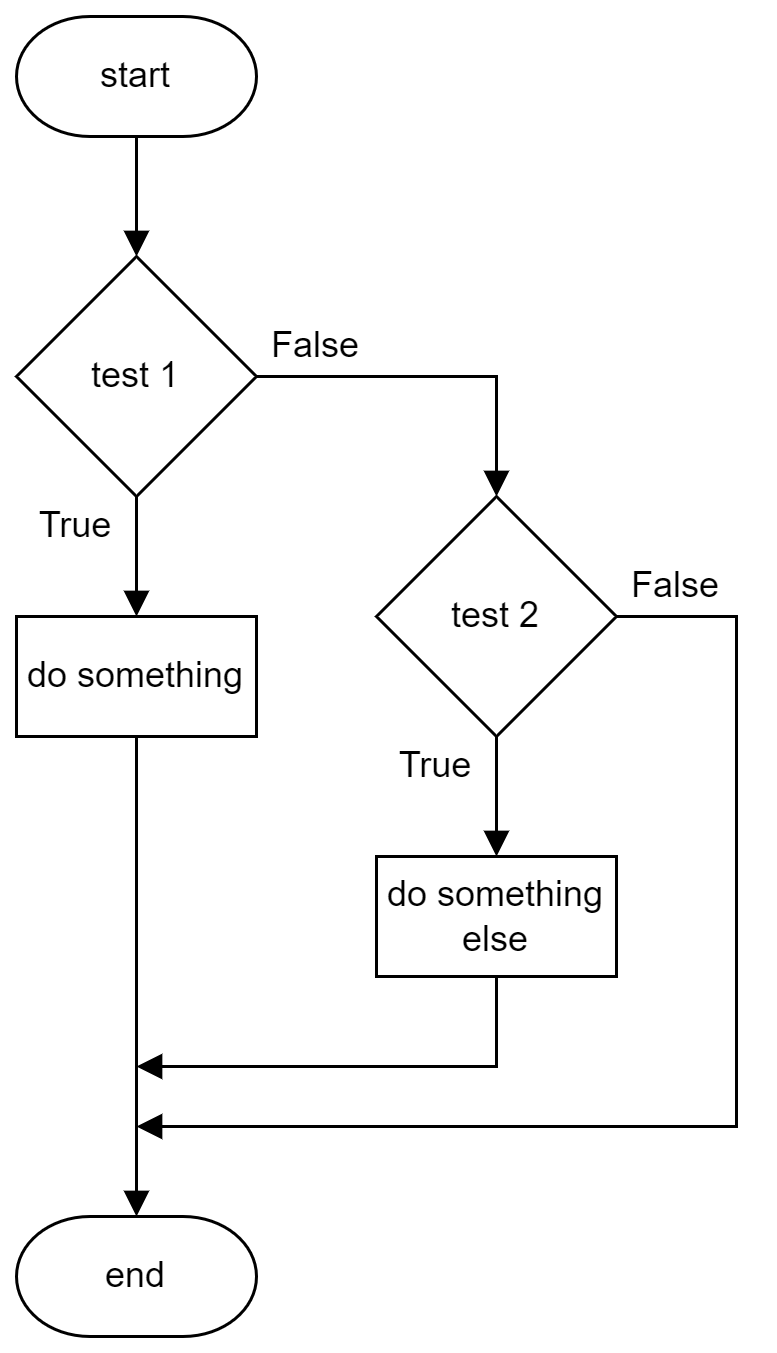 start
test 1
False
True
do something
test 2
False
True
do something
else
end